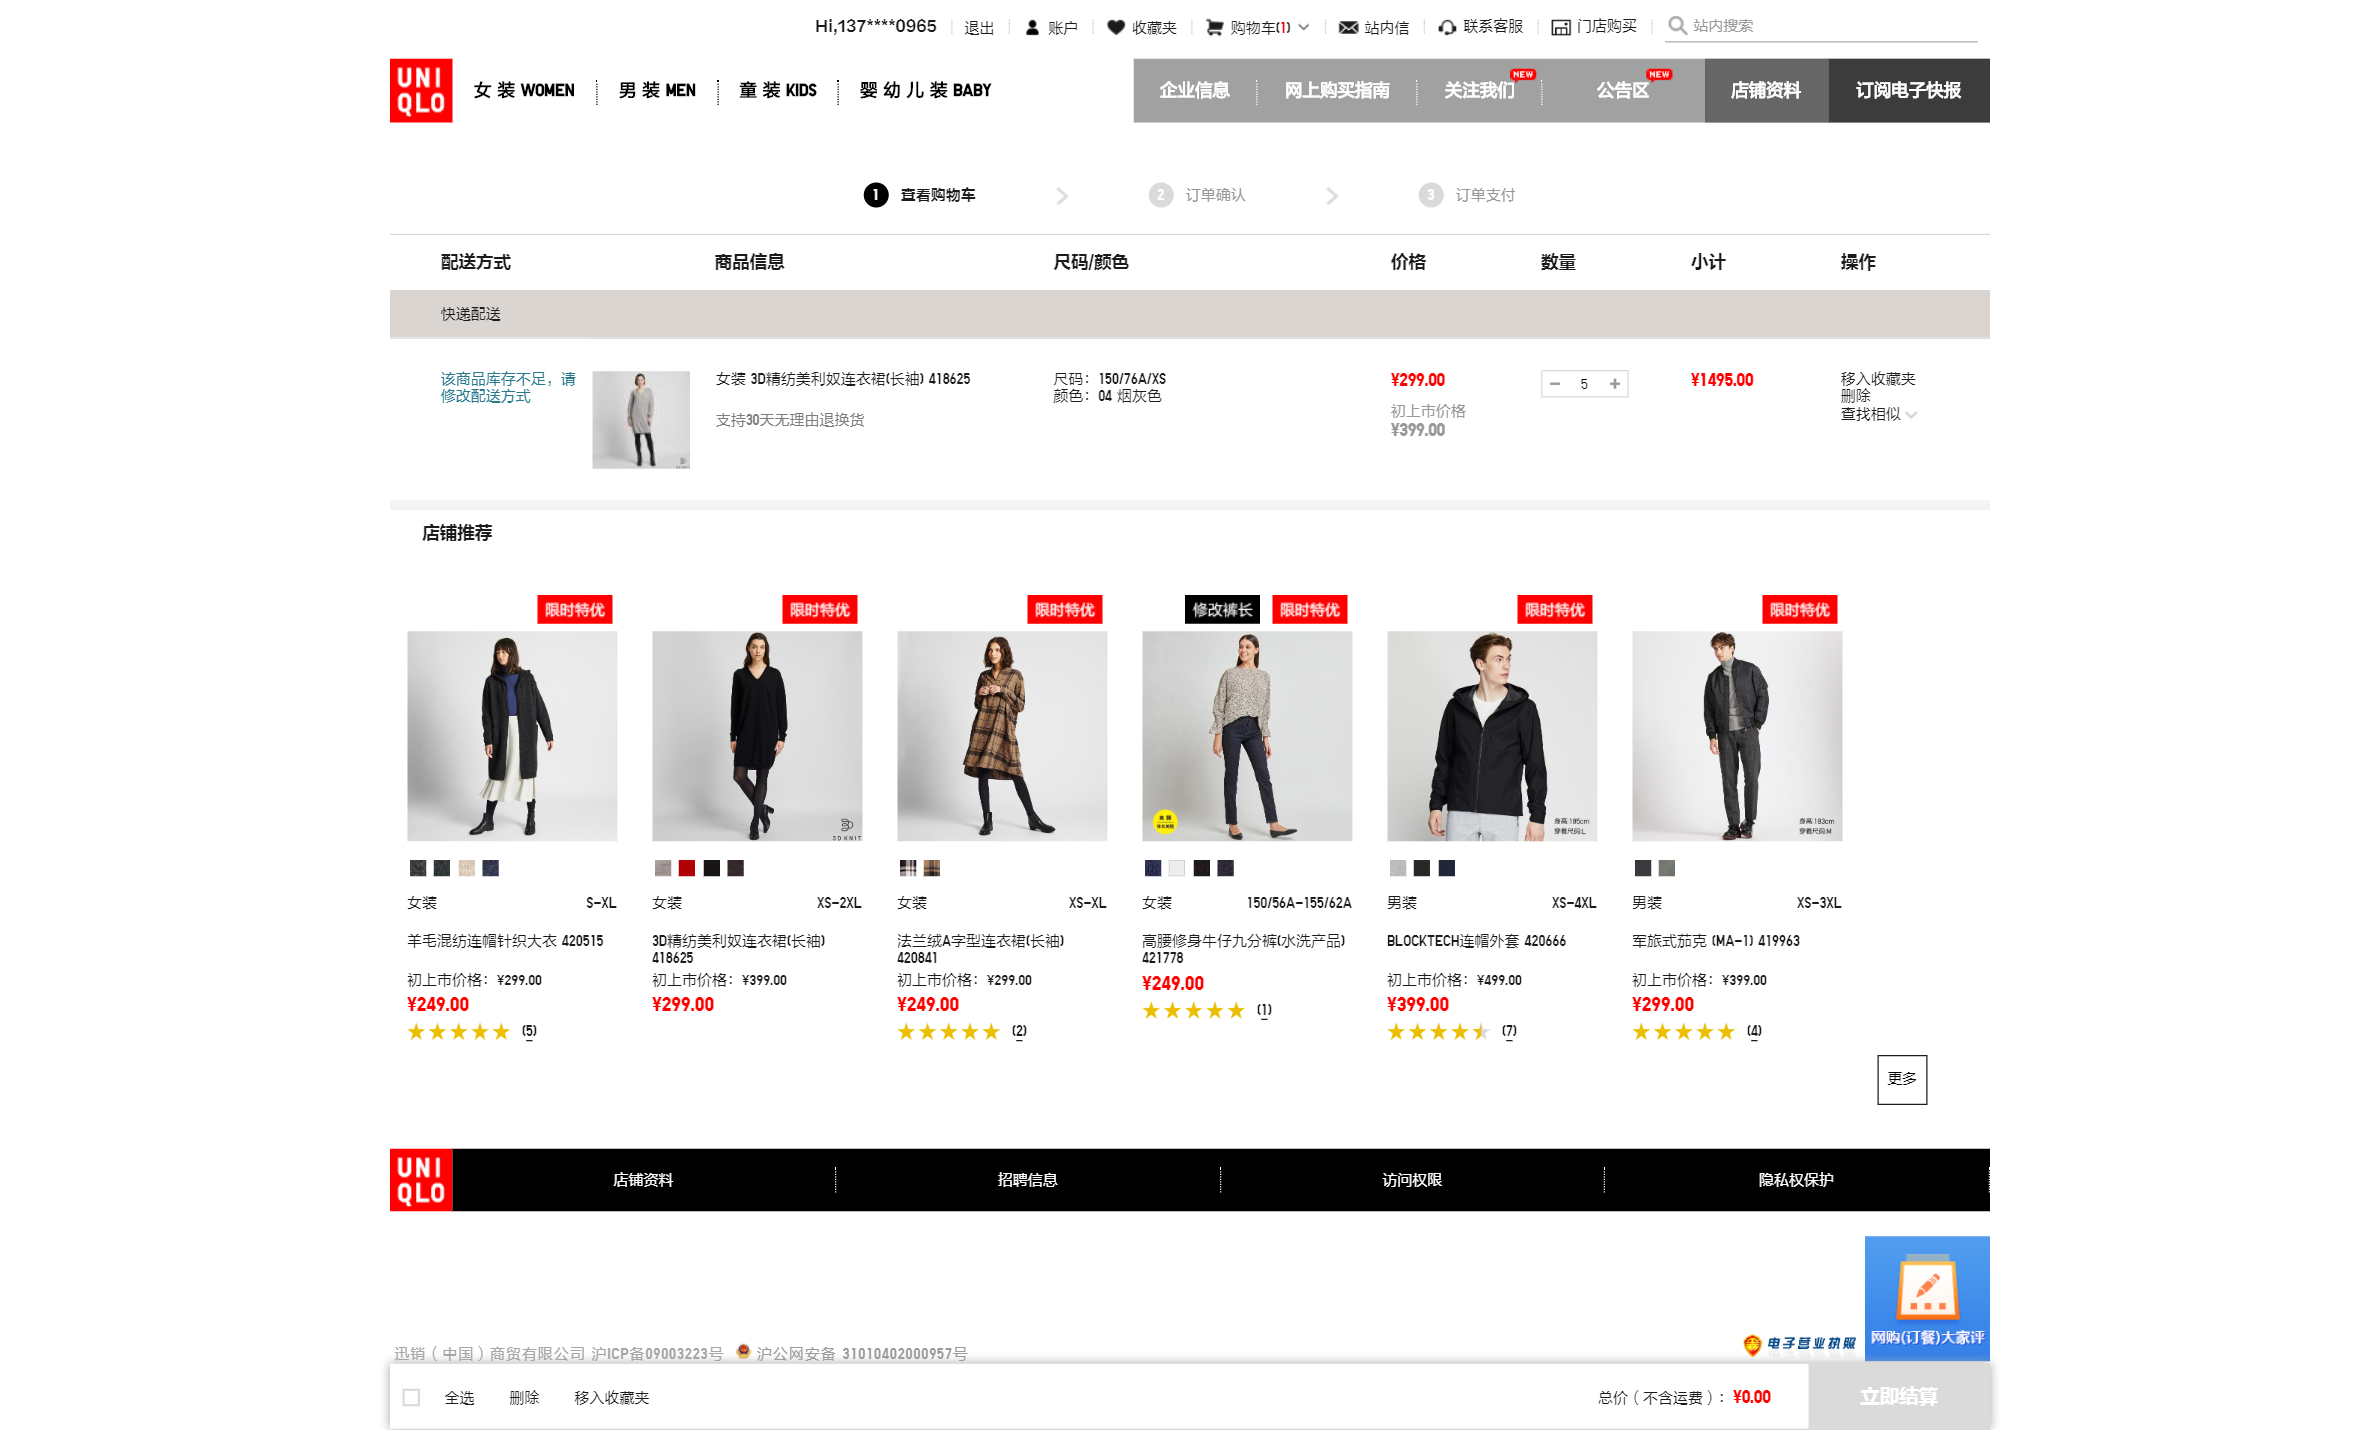 Hi,137****0965 退出 账户 收藏夹 购物车(1) 站内信 联系客服 门店购买 站内搜索
UNI
QLO
女装 WOMEN 男装 MEN 童装 KIDS 婴幼儿装 BABY 企业信息 网上购买指南 关注我们 NEW 公告区 NEW 店铺资料 订阅电子快报
1 查看购物车 2 订单确认 3 订单支付
配送方式 商品信息 尺码/颜色 价格 数量 小计 操作
快递配送
该商品库存不足，请
修改配送方式
女装 3D精纺美利奴连衣裙(长袖) 418625
支持30天无理由退换货
尺码：150/76A/XS
颜色：04 烟灰色
¥299.00
初上市价格
¥399.00
5
¥1495.00
移入收藏夹
删除
查找相似
店铺推荐
限时特优
女装 S-XL
羊毛混纺连帽针织大衣 420515
初上市价格：¥299.00
¥249.00
(5)
限时特优
3D KNIT
女装 XS-2XL
3D精纺美利奴连衣裙(长袖)
418625
初上市价格：¥399.00
¥299.00
限时特优
女装 XS-XL
法兰绒A字型连衣裙(长袖)
420841
初上市价格：¥299.00
¥249.00
(2)
修改裤长 限时特优
女装 150/56A-155/62A
高腰修身牛仔九分裤(水洗产品)
421778
¥249.00
(1)
限时特优
身高:185cm
穿着尺码:L
男装 XS-4XL
BLOCKTECH连帽外套 420666
初上市价格：¥499.00
¥399.00
(7)
限时特优
身高:183cm
穿着尺码:M
男装 XS-3XL
军旅式茄克 (MA-1) 419963
初上市价格：¥399.00
¥299.00
(4)
更多
UNI
QLO
店铺资料 招聘信息 访问权限 隐私权保护
网购(订餐)大家评
电子营业执照
迅销（中国）商贸有限公司 沪ICP备09003223号 沪公网安备 31010402000957号
全选 删除 移入收藏夹 总价（不含运费）：¥0.00 立即结算